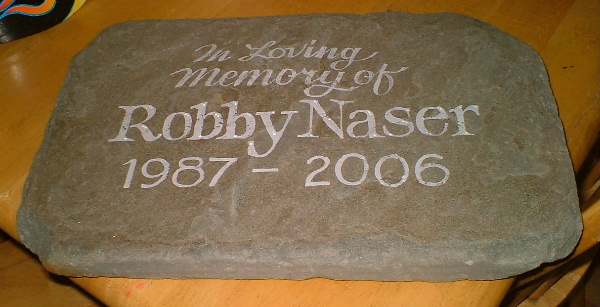 In Loving
Memory of
Robby Naser
1987 - 2006